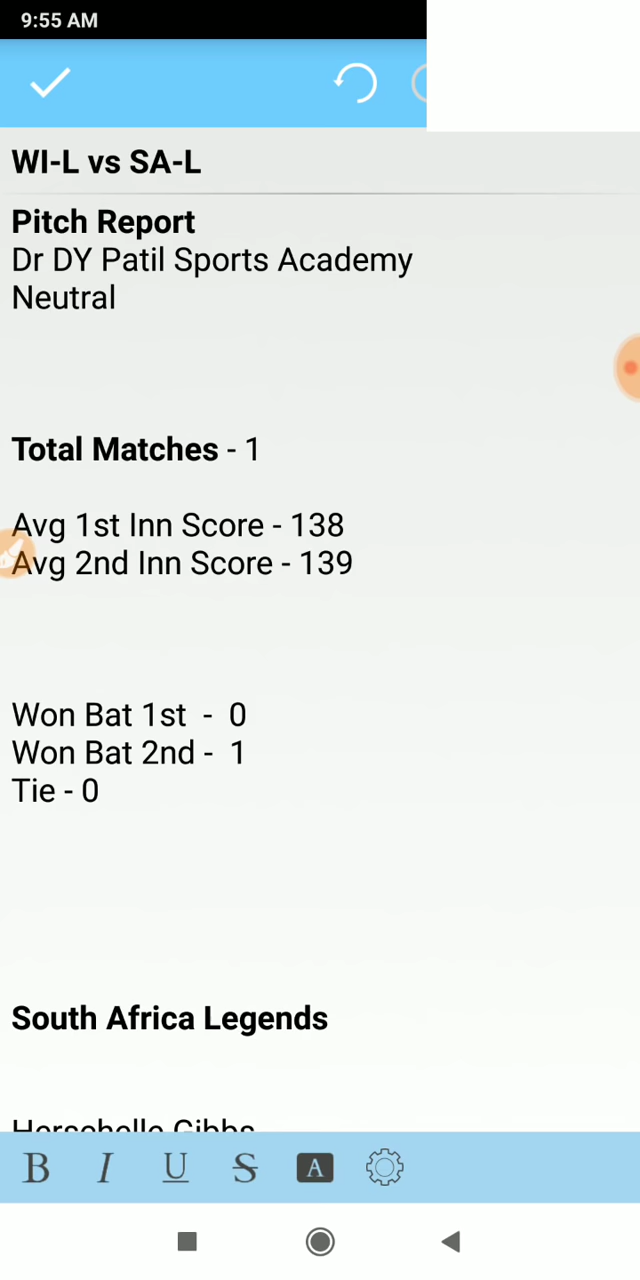 9:55 AM
WI-L vs SA-L
Pitch Report
Dr DY Patil Sports Academy
Neutral
Total Matches - 1
Avg 1st Inn Score - 138
Avg 2nd Inn Score - 139
Won Bat 1st - 0
Won Bat 2nd - 1
Tie - 0
South Africa Legends
Herschelle Gibbs
B I U S A